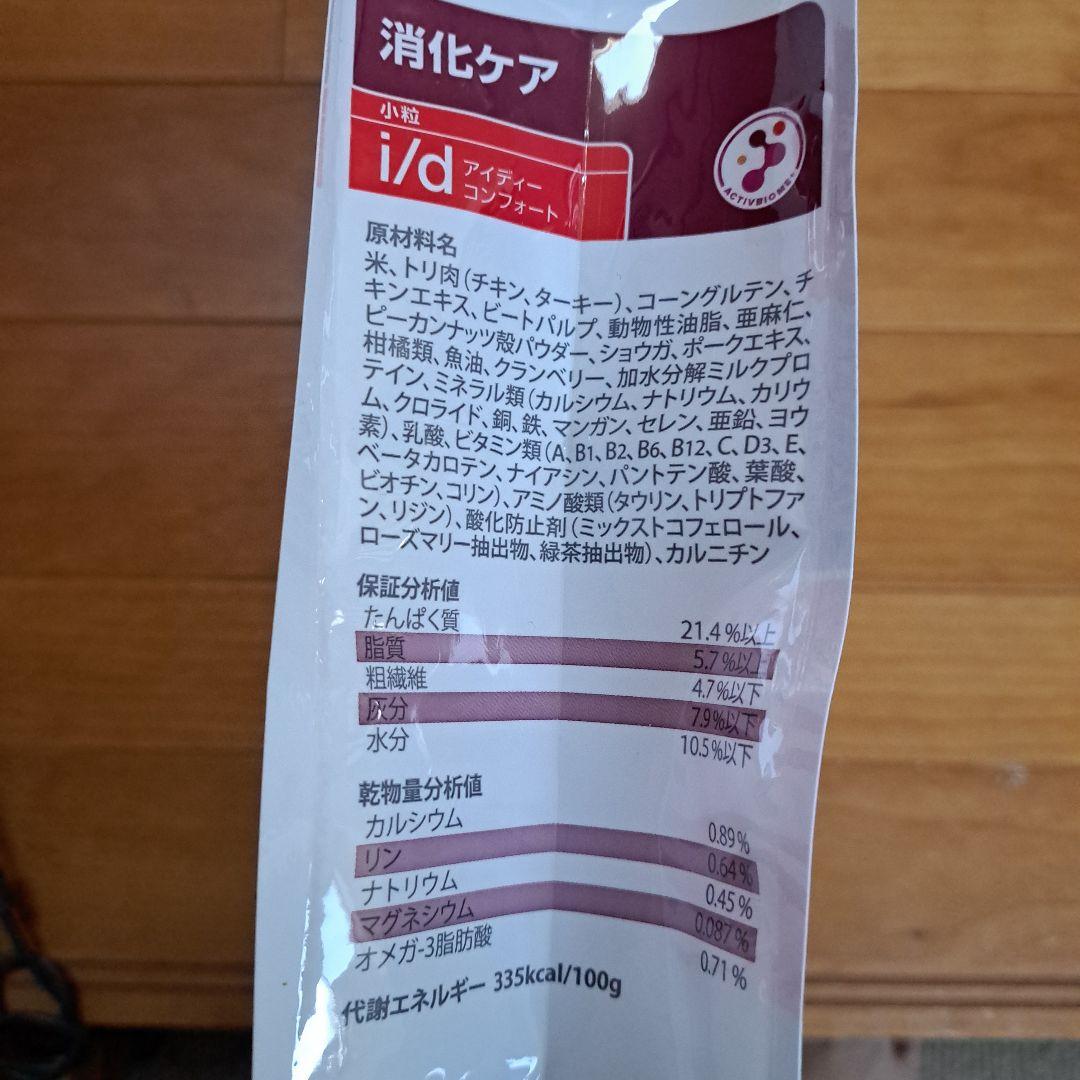 消化ケア
小粒
i/d アイディー
コンフォート
ACTIVBIOME+
原材料名
米、トリ肉(チキン、ターキー)、コーングルテン、チ
キンエキス、ビートパルプ、動物性油脂、亜麻仁、
ピーカンナッツ殻パウダー、ショウガ、ポークエキス、
柑橘類、魚油、クランベリー、加水分解ミルクプロ
テイン、ミネラル類(カルシウム、ナトリウム、カリウ
ム、クロライド、銅、鉄、マンガン、セレン、亜鉛、ヨウ
素)、乳酸、ビタミン類(A、B1、B2、B6、B12、C、D3、E、
ベータカロテン、ナイアシン、パントテン酸、葉酸、
ビオチン、コリン)、アミノ酸類(タウリン、トリプトファ
ン、リジン)、酸化防止剤(ミックストコフェロール、
ローズマリー抽出物、緑茶抽出物)、カルニチン
保証分析値
たんぱく質 21.4%以上
脂質 5.7%以上
粗繊維 4.7%以下
灰分 7.9%以下
水分 10.5%以下
乾物量分析値
カルシウム 0.89%
リン 0.64%
ナトリウム 0.45%
マグネシウム 0.087%
オメガ-3脂肪酸 0.71%
代謝エネルギー 335kcal/100g